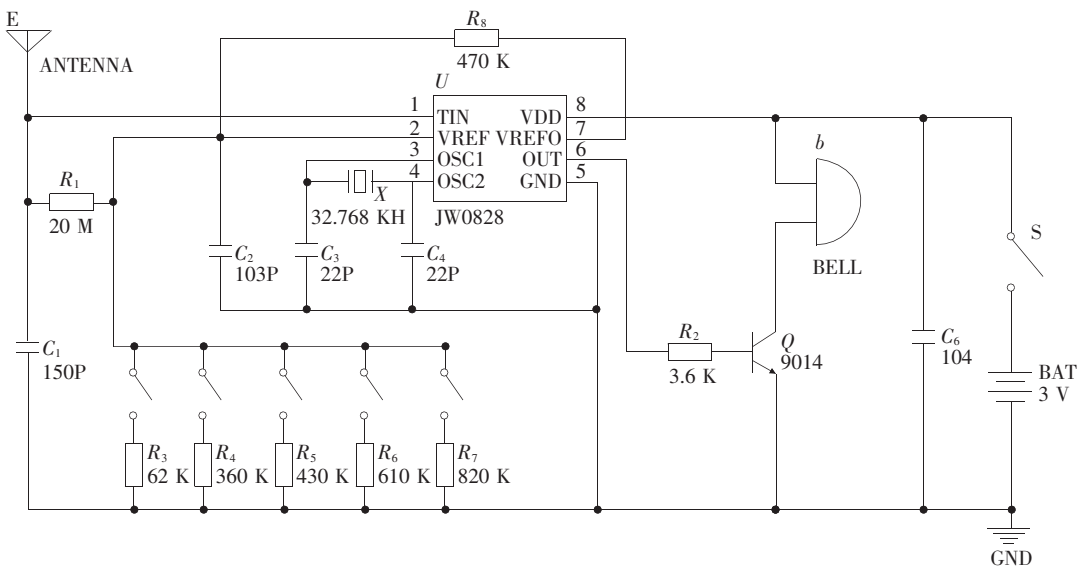 E
ANTENNA
R8
470 K
U
1
TIN
VDD
8
2
VREF
VREFO
7
3
OSC1
OUT
6
4
OSC2
GND
5
X
32.768 KH
JW0828
R1
20 M
C2
103P
C3
22P
C4
22P
b
BELL
S
C1
150P
R2
3.6 K
Q
9014
C6
104
BAT
3 V
R3
62 K
R4
360 K
R5
430 K
R6
610 K
R7
820 K
GND